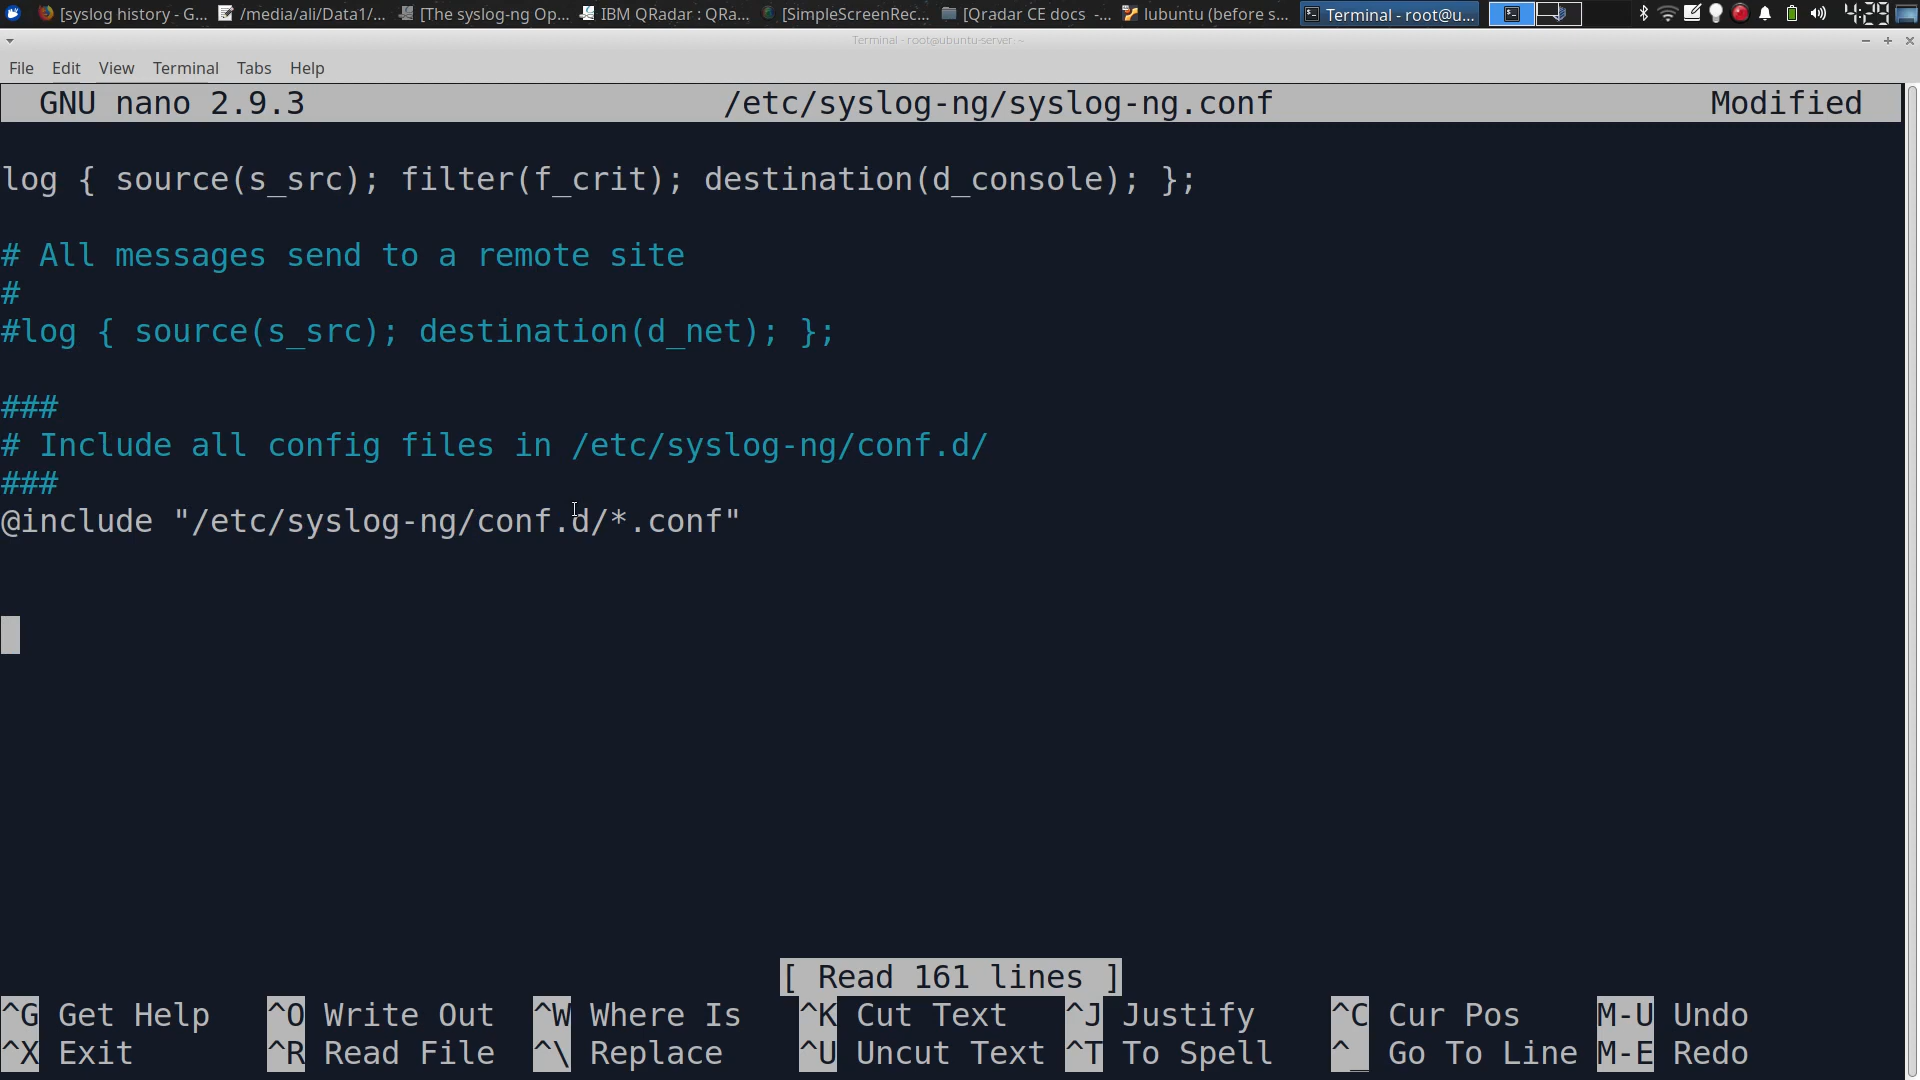 [syslog history - G... /media/ali/Data1/... [The syslog-ng Op... IBM QRadar : QRa... [SimpleScreenRec... [Qradar CE docs -... lubuntu (before s... Terminal - root@u... 4:29
Terminal - root@ubuntu-server: ~
File Edit View Terminal Tabs Help
GNU nano 2.9.3 /etc/syslog-ng/syslog-ng.conf Modified
log { source(s_src); filter(f_crit); destination(d_console); };
# All messages send to a remote site
#
#log { source(s_src); destination(d_net); };
###
# Include all config files in /etc/syslog-ng/conf.d/
###
@include "/etc/syslog-ng/conf.d/*.conf"
[ Read 161 lines ]
^G Get Help ^O Write Out ^W Where Is ^K Cut Text ^J Justify ^C Cur Pos M-U Undo
^X Exit ^R Read File ^\ Replace ^U Uncut Text ^T To Spell ^_ Go To Line M-E Redo